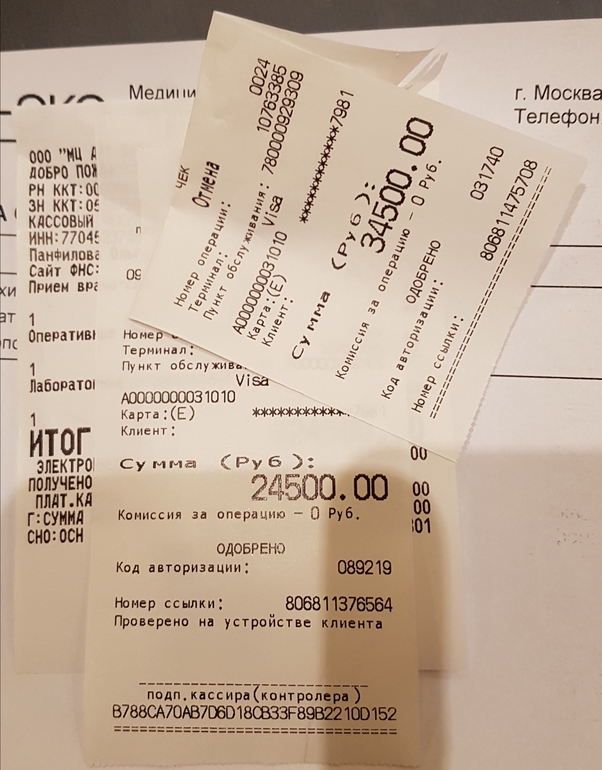 Медици
г. Москва
Телефон
ЧЕК
Отмена
Номер операции: 0024
Терминал: 10763385
Пункт обслуживания: 780000929309
Visa
A0000000031010
Карта:(E) ************7981
Клиент:
Сумма (Руб):
34500.00
Комиссия за операцию – 0 Руб.
ОДОБРЕНО
Код авторизации: 031740
Номер ссылки: 806811475708
ООО "МЦ
ДОБРО
РН ККТ:
ЗН ККТ:
КАССОВЫЙ
ИНН:77045
Панфилова
Сайт ФНС:
Прием вра
1
Оператив
1
Лаборато
1
ИТОГ
ЭЛЕКТРО
ПОЛУЧЕНО
ПЛАТ.КА
Г:СУММА
СНО:ОСН
Номер
Терминал:
Пункт обслужива
Visa
A0000000031010
Карта:(E) ***********
Клиент:
Сумма (Руб):
24500.00
Комиссия за операцию – 0 Руб.
ОДОБРЕНО
Код авторизации: 089219
Номер ссылки: 806811376564
Проверено на устройстве клиента
подп.кассира(контролера)
B788CA70AB7D6D18CB33F89B2210D152
00
00
00